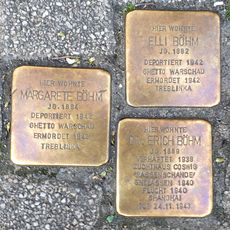 HIER WOHNTE
ELLI BÖHM
JG. 1892
DEPORTIERT 1942
GHETTO WARSCHAU
ERMORDET 1942
TREBLINKA
HIER WOHNTE
MARGARETE BÖHM
JG. 1884
DEPORTIERT 1942
GHETTO WARSCHAU
ERMORDET 1942
TREBLINKA
HIER WOHNTE
ERICH BÖHM
JG. 1889
VERHAFTET 1938
ZUCHTHAUS COSWIG
'RASSENSCHANDE'
ENTLASSEN 1940
FLUCHT 1940
SHANGHAI
TOT 24.11.1943